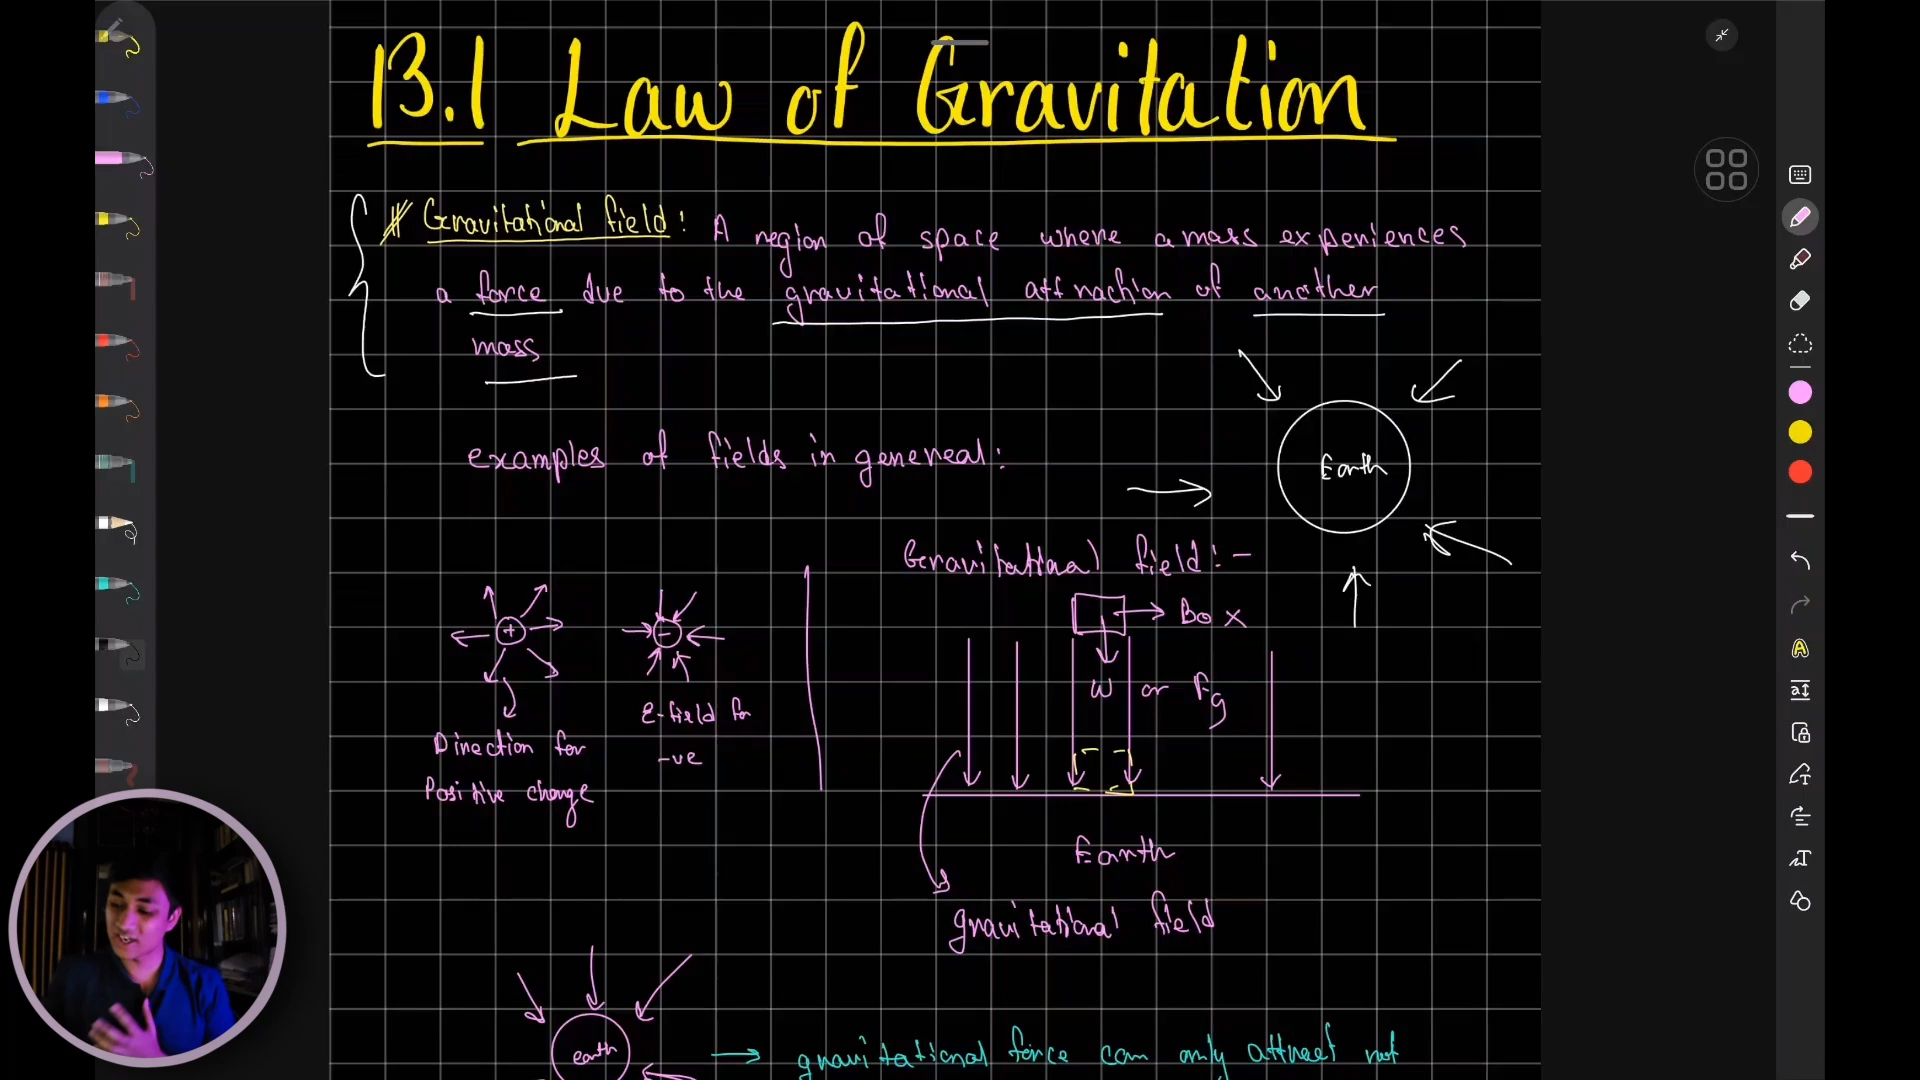 13.1 Law of Gravitation
# Gravitational field: A region of space where a mass experiences
a force due to the gravitational attraction of another
mass
examples of fields in genereal:
Earth
Gravitational field:-
Box
W or Fg
+
-
E-field for
-ve
Direction for
Positive charge
Earth
gravitational field
earth
→ gravitational force can only attract not